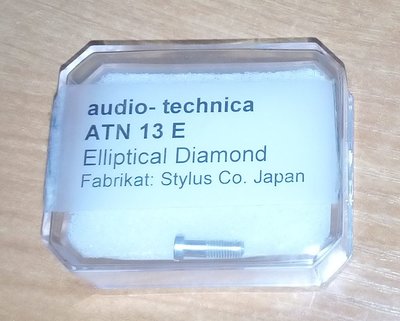 audio- technica
ATN 13 E
Elliptical Diamond
Fabrikat: Stylus Co. Japan